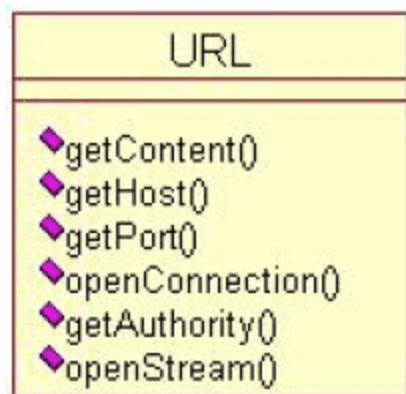 URL
getContent()
getHost()
getPort()
openConnection()
getAuthority()
openStream()